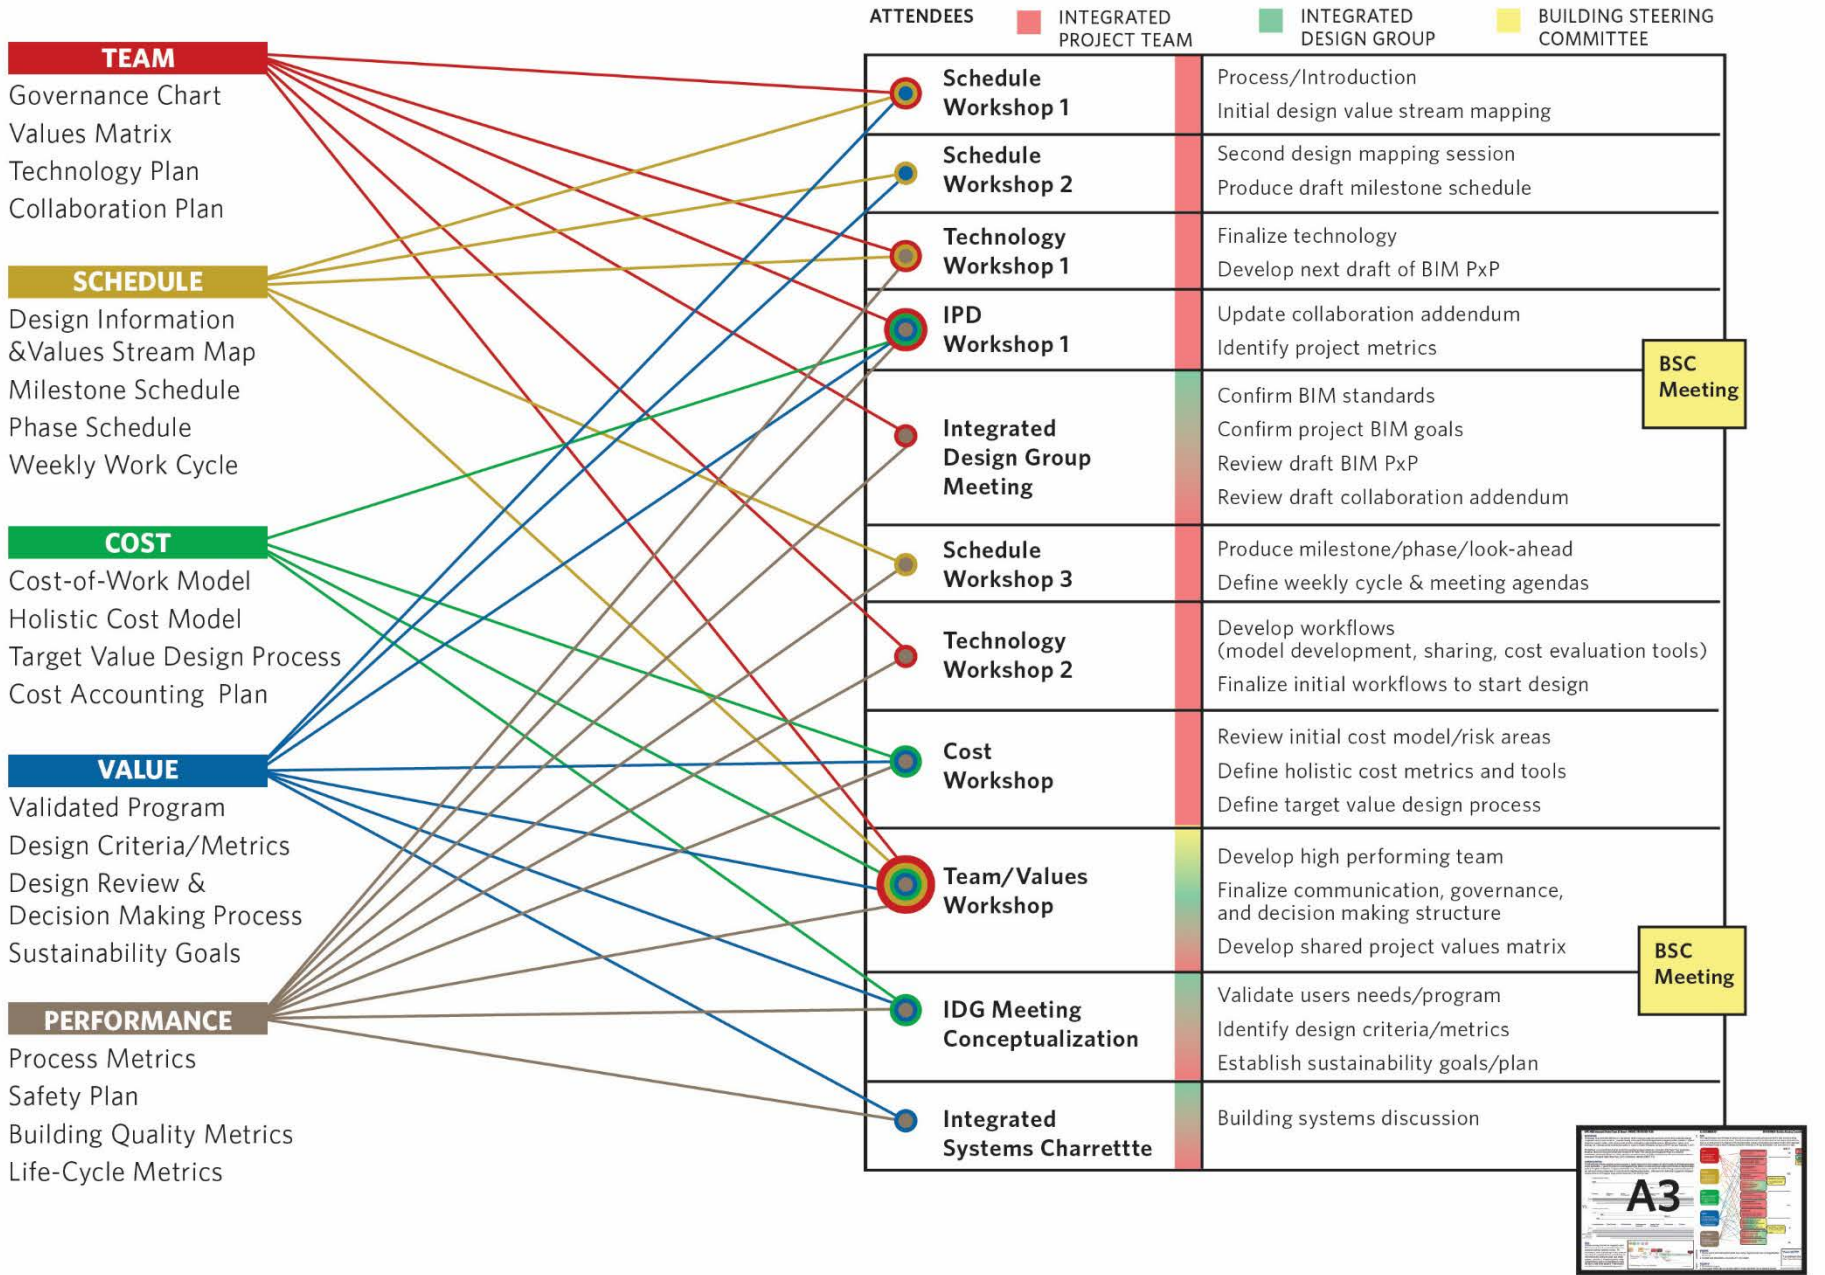 ATTENDEES
INTEGRATED
PROJECT TEAM
INTEGRATED
DESIGN GROUP
BUILDING STEERING
COMMITTEE
TEAM
Governance Chart
Values Matrix
Technology Plan
Collaboration Plan
SCHEDULE
Design Information
&Values Stream Map
Milestone Schedule
Phase Schedule
Weekly Work Cycle
COST
Cost-of-Work Model
Holistic Cost Model
Target Value Design Process
Cost Accounting Plan
VALUE
Validated Program
Design Criteria/Metrics
Design Review &
Decision Making Process
Sustainability Goals
PERFORMANCE
Process Metrics
Safety Plan
Building Quality Metrics
Life-Cycle Metrics
Schedule
Workshop 1
Process/Introduction
Initial design value stream mapping
Schedule
Workshop 2
Second design mapping session
Produce draft milestone schedule
Technology
Workshop 1
Finalize technology
Develop next draft of BIM PxP
IPD
Workshop 1
Update collaboration addendum
Identify project metrics
BSC
Meeting
Integrated
Design Group
Meeting
Confirm BIM standards
Confirm project BIM goals
Review draft BIM PxP
Review draft collaboration addendum
Schedule
Workshop 3
Produce milestone/phase/look-ahead
Define weekly cycle & meeting agendas
Technology
Workshop 2
Develop workflows
(model development, sharing, cost evaluation tools)
Finalize initial workflows to start design
Cost
Workshop
Review initial cost model/risk areas
Define holistic cost metrics and tools
Define target value design process
Team/Values
Workshop
Develop high performing team
Finalize communication, governance,
and decision making structure
Develop shared project values matrix
BSC
Meeting
IDG Meeting
Conceptualization
Validate users needs/program
Identify design criteria/metrics
Establish sustainability goals/plan
Integrated
Systems Charrettte
Building systems discussion
A3